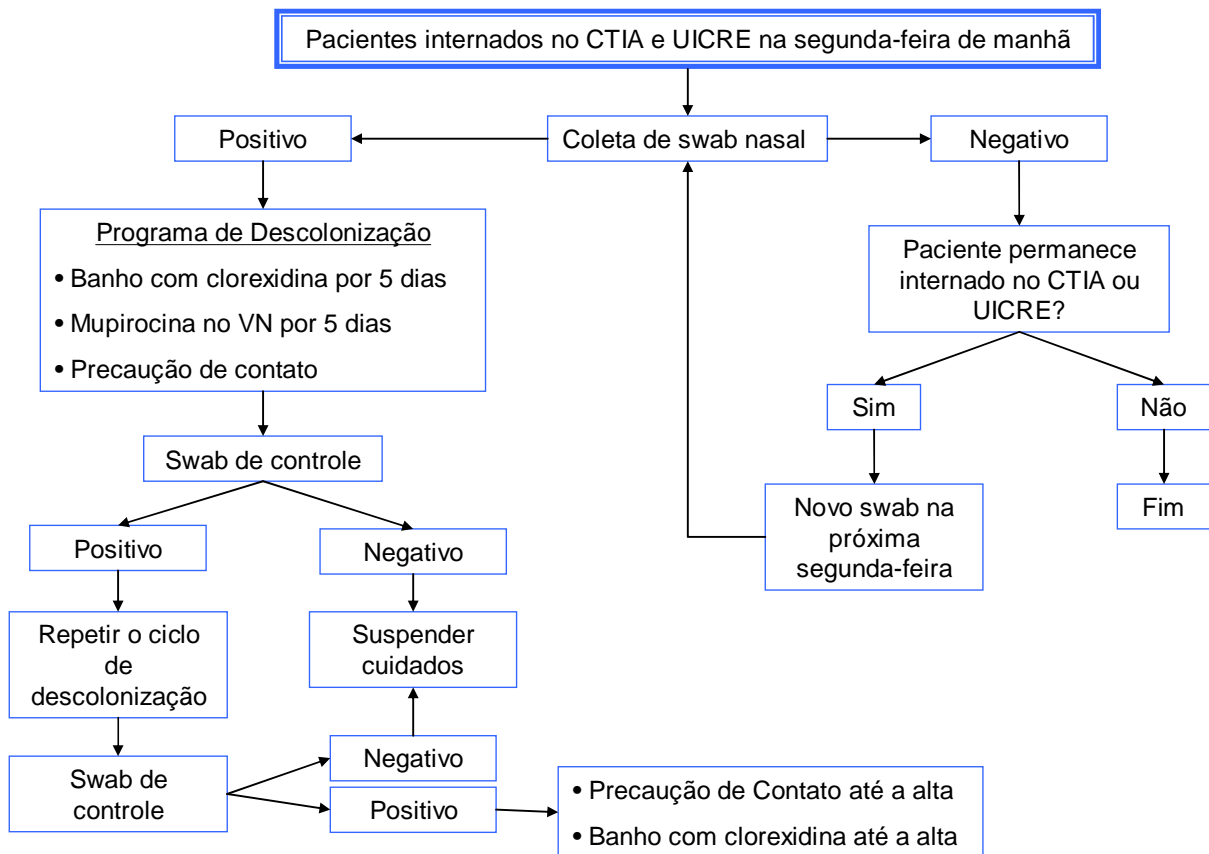 Pacientes internados no CTIA e UICRE na segunda-feira de manhã
Positivo
Coleta de swab nasal
Negativo
Programa de Descolonização
• Banho com clorexidina por 5 dias
• Mupirocina no VN por 5 dias
• Precaução de contato
Paciente permanece
internado no CTIA ou
UICRE?
Sim
Não
Swab de controle
Novo swab na
próxima
segunda-feira
Fim
Positivo
Negativo
Repetir o ciclo
de
descolonização
Suspender
cuidados
Swab de
controle
Negativo
Positivo
• Precaução de Contato até a alta
• Banho com clorexidina até a alta